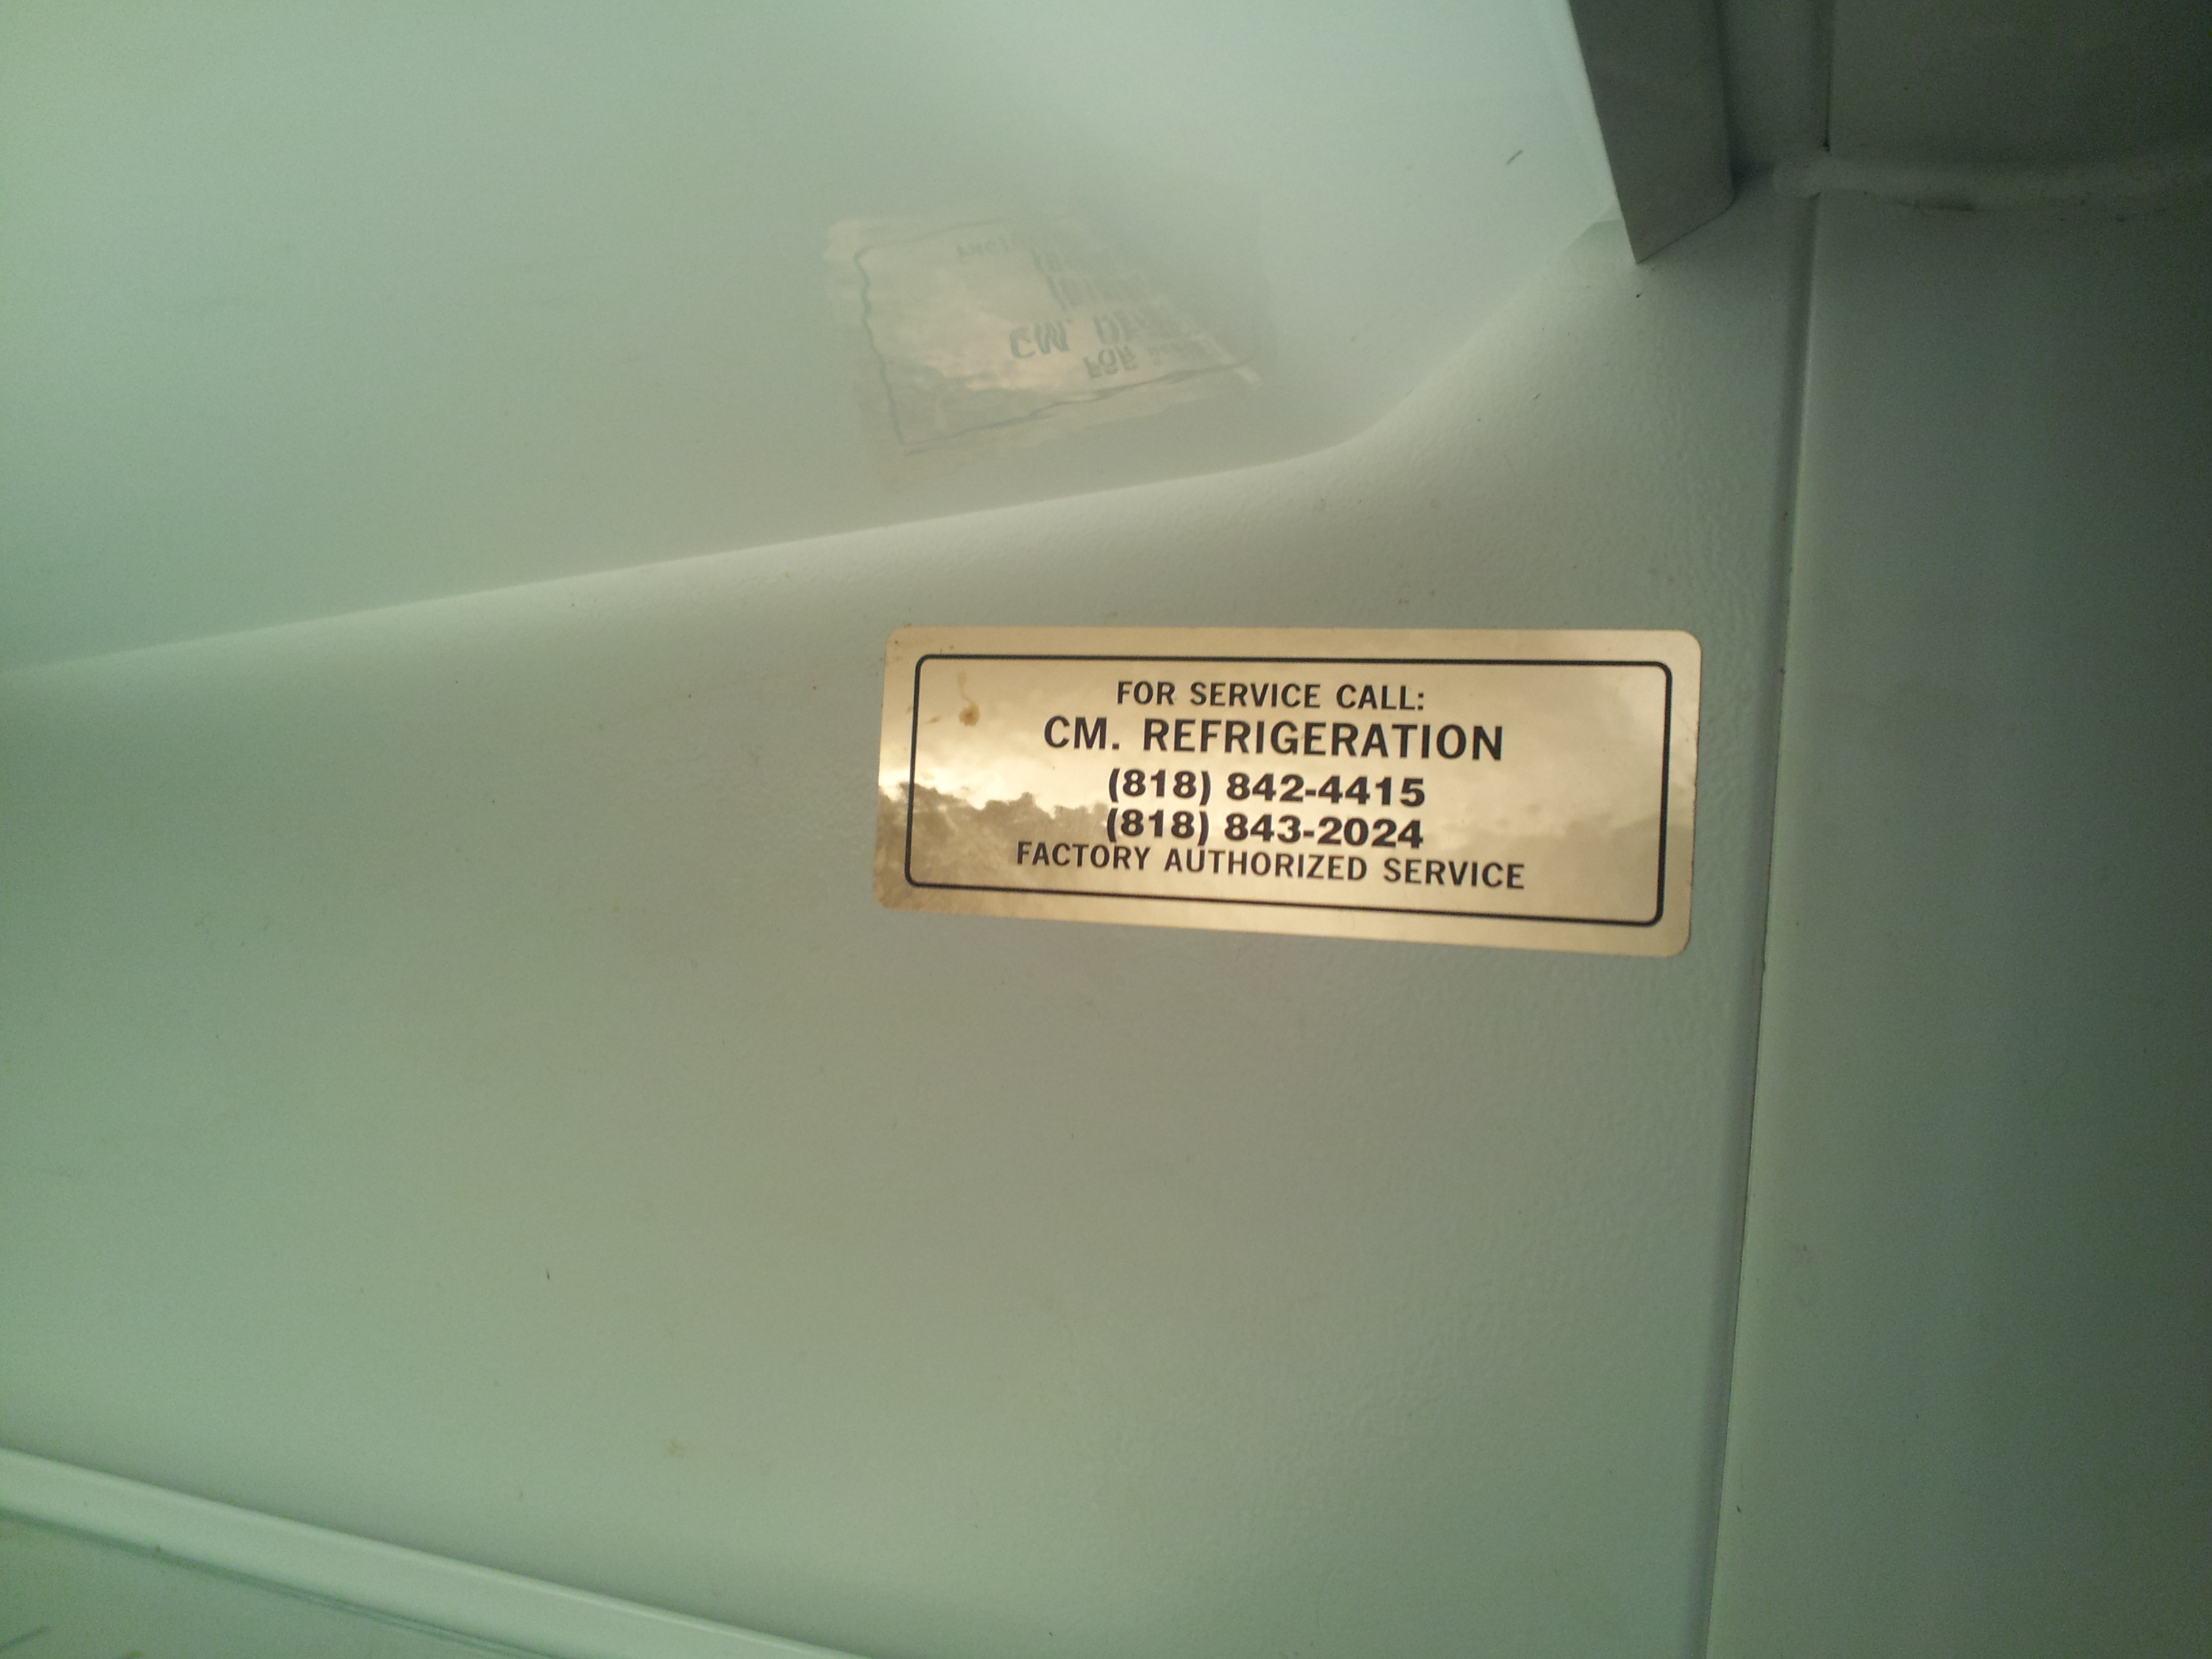 FOR SERVICE CALL:
CM. REFRIGERATION
(818) 842-4415
(818) 843-2024
FACTORY AUTHORIZED SERVICE